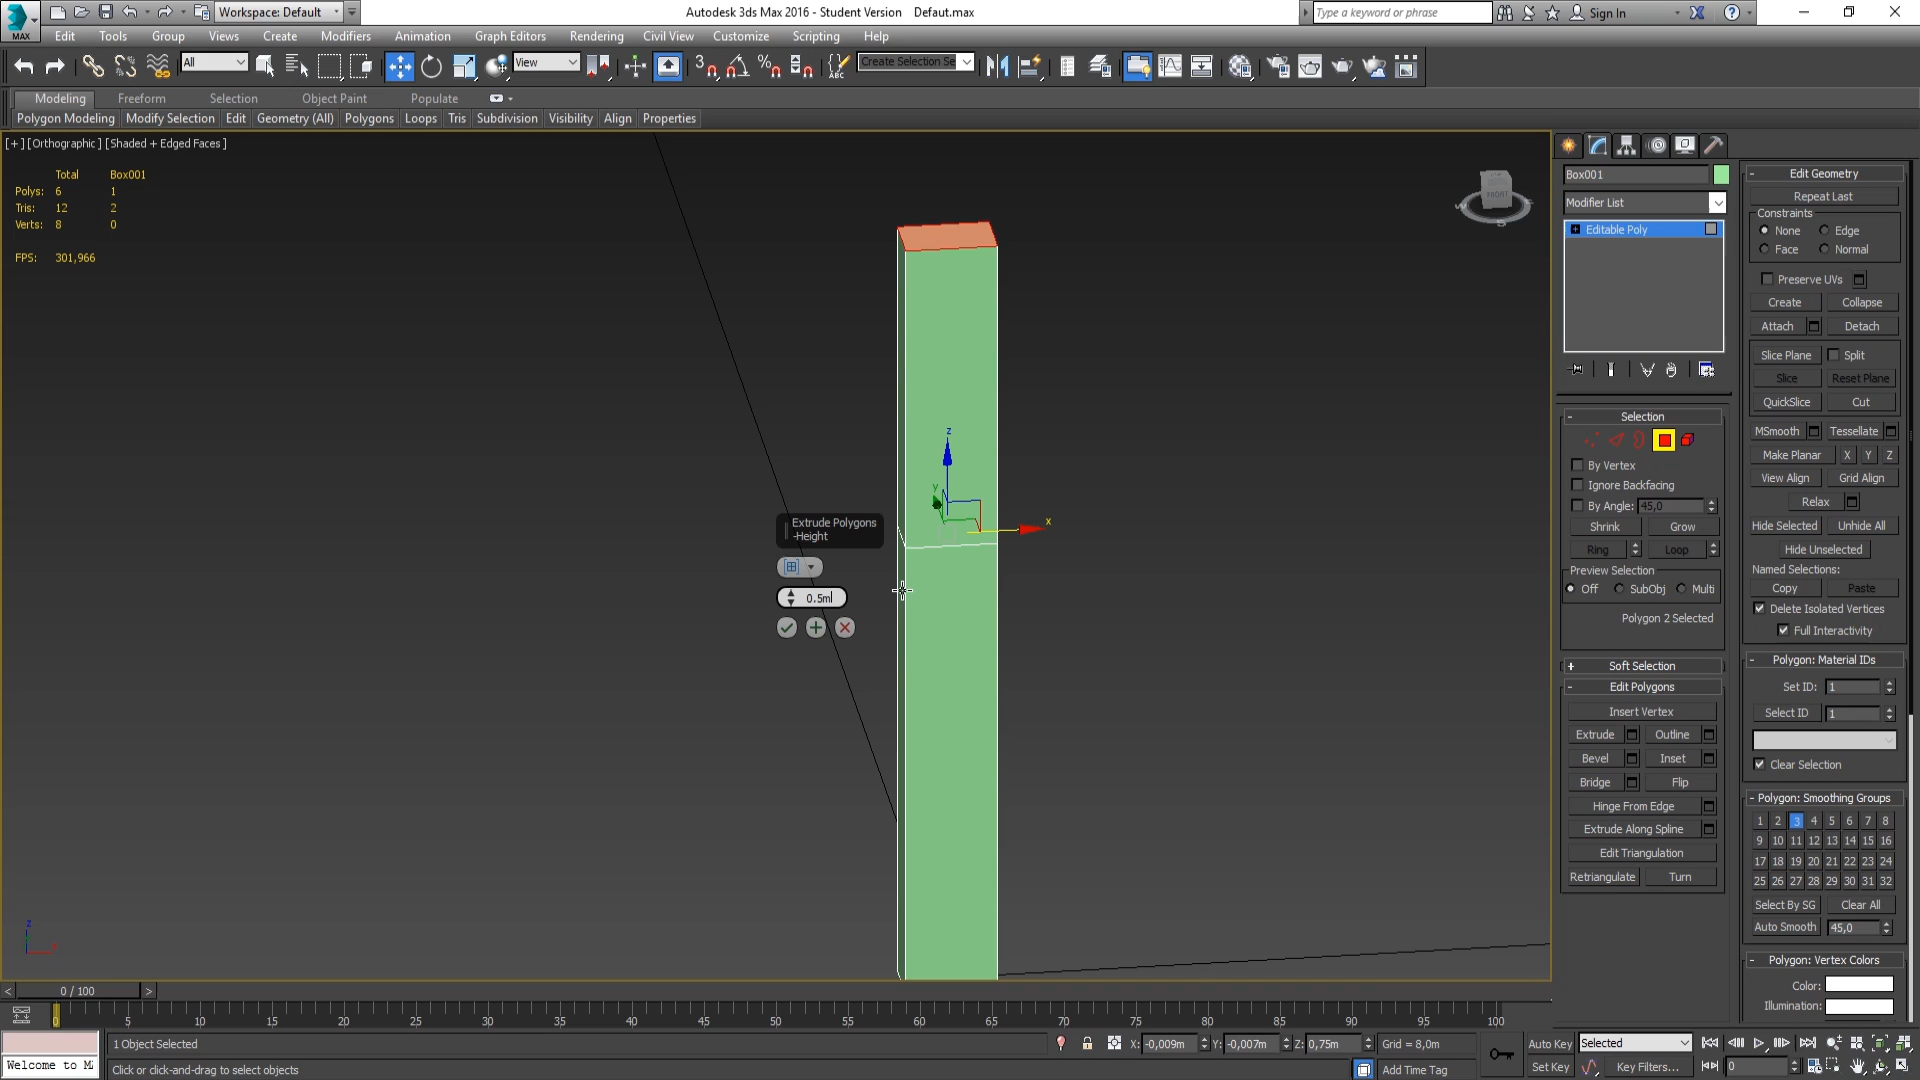 Workspace: Default
Autodesk 3ds Max 2016 - Student Version Defaut.max
Type a keyword or phrase
Sign In
MAX
Edit Tools Group Views Create Modifiers Animation Graph Editors Rendering Civil View Customize Scripting Help
All
View
Create Selection Se
Modeling Freeform Selection Object Paint Populate
Polygon Modeling Modify Selection Edit Geometry (All) Polygons Loops Tris Subdivision Visibility Align Properties
[+] [Orthographic] [Shaded + Edged Faces]
Total Box001
Polys: 6 1
Tris: 12 2
Verts: 8 0
FPS: 301,966
FRONT
W
S
z
y
x
Extrude Polygons
-Height
0.5ml
z
Box001
Modifier List
Editable Poly
Selection
By Vertex
Ignore Backfacing
By Angle: 45,0
Shrink Grow
Ring Loop
Preview Selection
Off SubObj Multi
Polygon 2 Selected
Soft Selection
Edit Polygons
Insert Vertex
Extrude Outline
Bevel Inset
Bridge Flip
Hinge From Edge
Extrude Along Spline
Edit Triangulation
Retriangulate Turn
Edit Geometry
Repeat Last
Constraints
None Edge
Face Normal
Preserve UVs
Create Collapse
Attach Detach
Slice Plane Split
Slice Reset Plane
QuickSlice Cut
MSmooth Tessellate
Make Planar X Y Z
View Align Grid Align
Relax
Hide Selected Unhide All
Hide Unselected
Named Selections:
Copy Paste
Delete Isolated Vertices
Full Interactivity
Polygon: Material IDs
Set ID: 1
Select ID 1
Clear Selection
Polygon: Smoothing Groups
1 2 3 4 5 6 7 8
9 10 11 12 13 14 15 16
17 18 19 20 21 22 23 24
25 26 27 28 29 30 31 32
Select By SG Clear All
Auto Smooth 45,0
Polygon: Vertex Colors
Color:
Illumination:
0 / 100
0 5 10 15 20 25 30 35 40 45 50 55 60 65 70 75 80 85 90 95 100
1 Object Selected
X: -0,009m Y: -0,007m Z: 0,75m Grid = 8,0m
Auto Key Selected
Welcome to M
Click or click-and-drag to select objects
Add Time Tag
Set Key Key Filters... 0